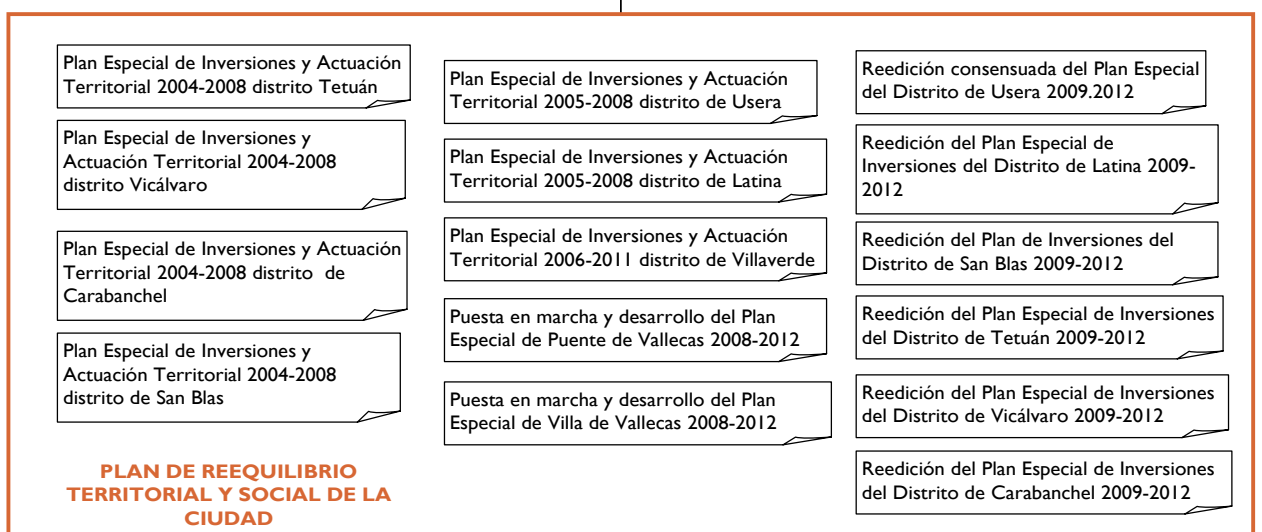 Plan Especial de Inversiones y Actuación
Territorial 2004-2008 distrito Tetuán
Plan Especial de Inversiones y
Actuación Territorial 2004-2008
distrito Vicálvaro
Plan Especial de Inversiones y Actuación
Territorial 2004-2008 distrito de
Carabanchel
Plan Especial de Inversiones y
Actuación Territorial 2004-2008
distrito de San Blas
PLAN DE REEQUILIBRIO
TERRITORIAL Y SOCIAL DE LA
CIUDAD
Plan Especial de Inversiones y Actuación
Territorial 2005-2008 distrito de Usera
Plan Especial de Inversiones y Actuación
Territorial 2005-2008 distrito de Latina
Plan Especial de Inversiones y Actuación
Territorial 2006-2011 distrito de Villaverde
Puesta en marcha y desarrollo del Plan
Especial de Puente de Vallecas 2008-2012
Puesta en marcha y desarrollo del Plan
Especial de Villa de Vallecas 2008-2012
Reedición consensuada del Plan Especial
del Distrito de Usera 2009.2012
Reedición del Plan Especial de
Inversiones del Distrito de Latina 2009-
2012
Reedición del Plan de Inversiones del
Distrito de San Blas 2009-2012
Reedición del Plan Especial de Inversiones
del Distrito de Tetuán 2009-2012
Reedición del Plan Especial de Inversiones
del Distrito de Vicálvaro 2009-2012
Reedición del Plan Especial de Inversiones
del Distrito de Carabanchel 2009-2012